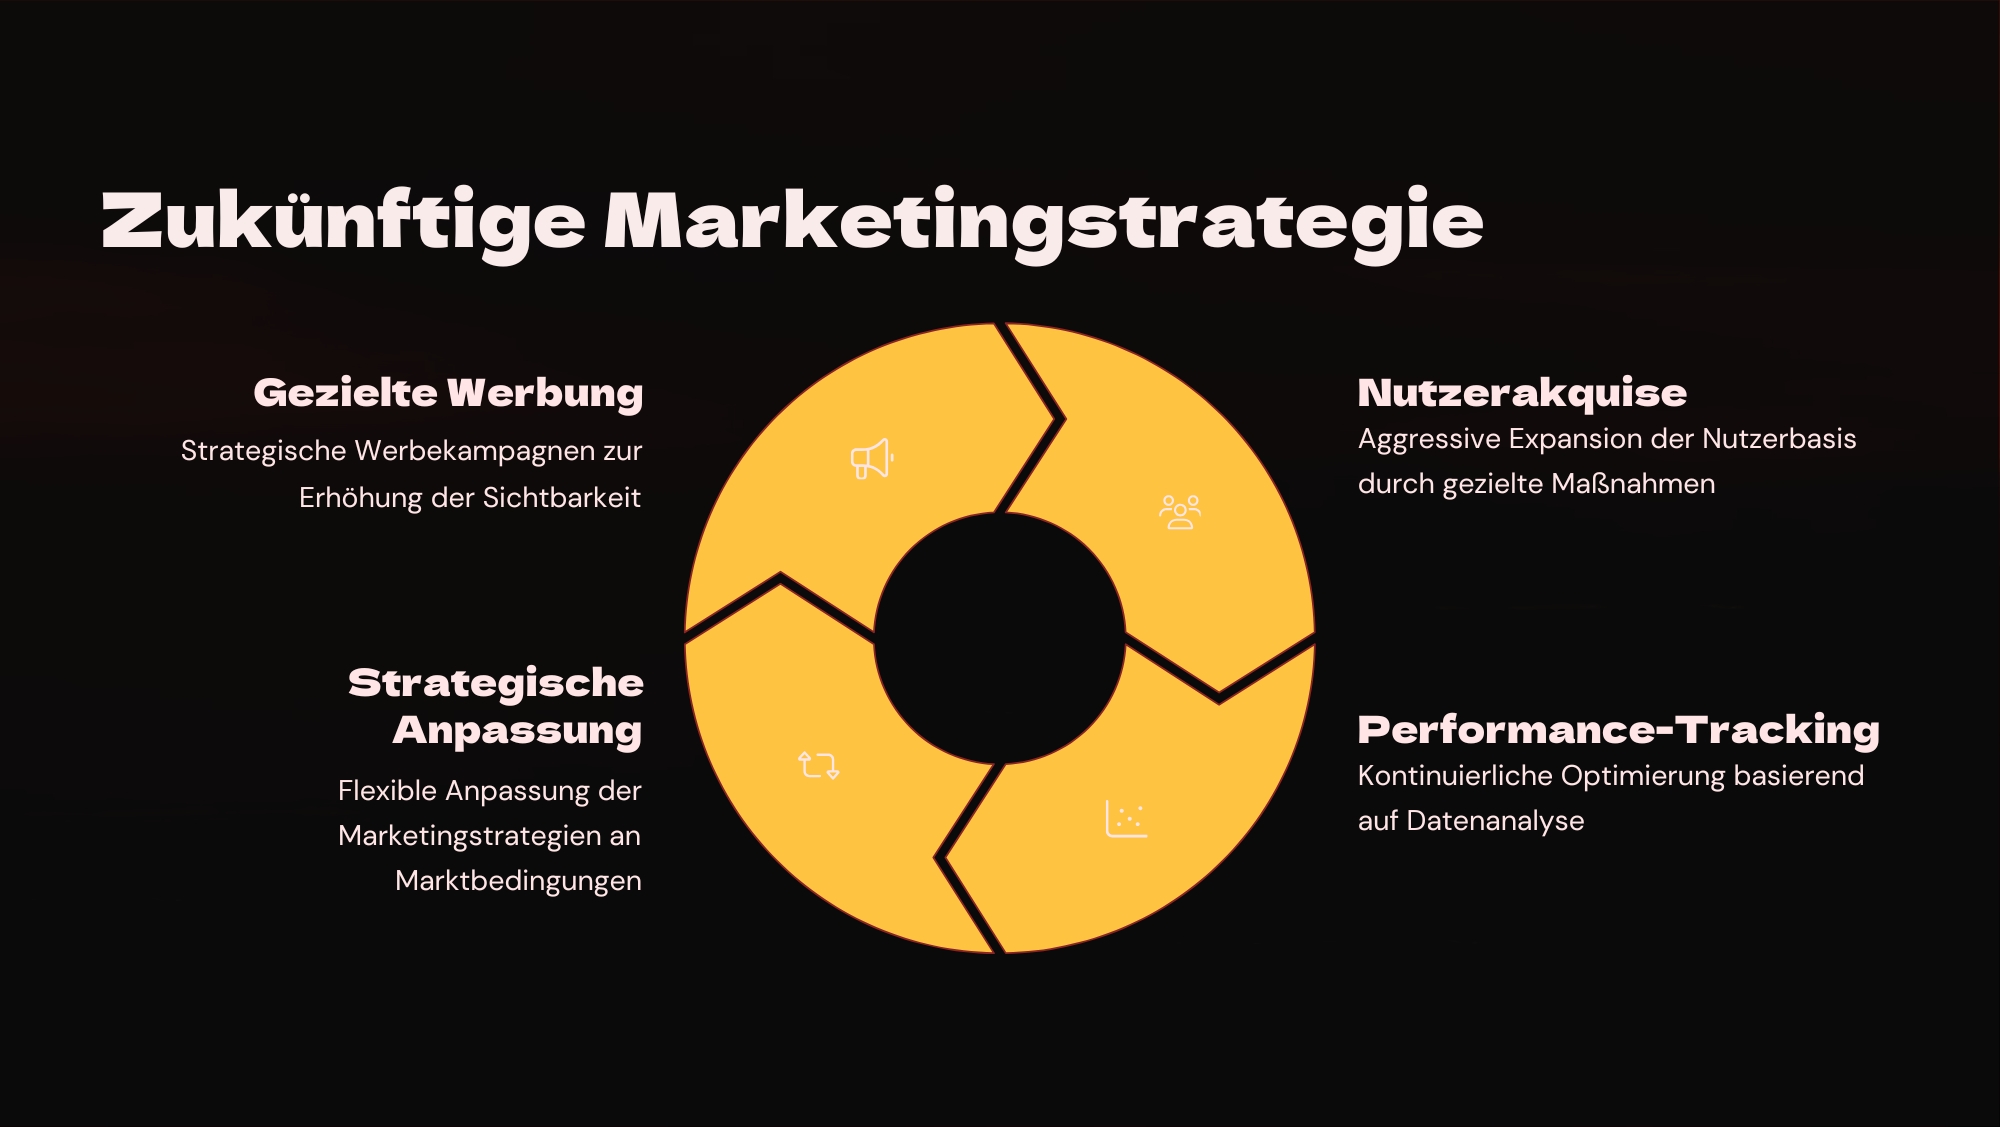 Zukünftige Marketingstrategie
Gezielte Werbung
Strategische Werbekampagnen zur
Erhöhung der Sichtbarkeit
Nutzerakquise
Aggressive Expansion der Nutzerbasis
durch gezielte Maßnahmen
Strategische
Anpassung
Flexible Anpassung der
Marketingstrategien an
Marktbedingungen
Performance-Tracking
Kontinuierliche Optimierung basierend
auf Datenanalyse